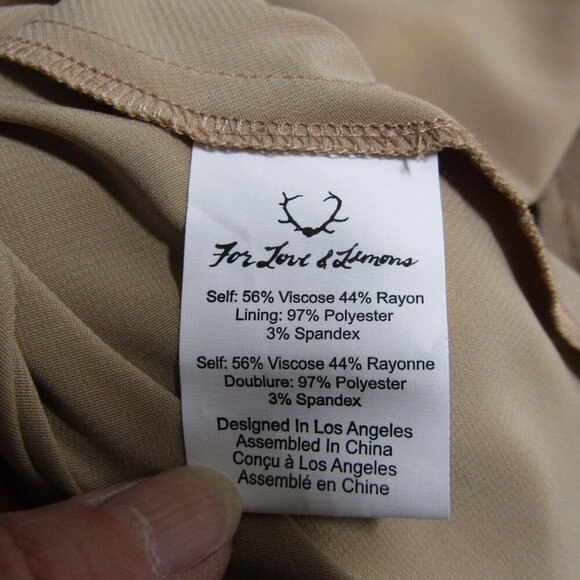 For Love & Lemons
Self: 56% Viscose 44% Rayon
Lining: 97% Polyester
3% Spandex
Self: 56% Viscose 44% Rayonne
Doublure: 97% Polyester
3% Spandex
Designed In Los Angeles
Assembled In China
Conçu à Los Angeles
Assemblé en Chine